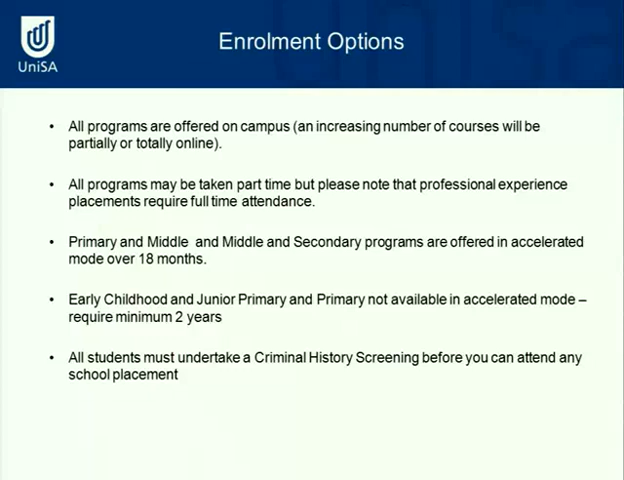 UniSA
Enrolment Options
• All programs are offered on campus (an increasing number of courses will be
partially or totally online).
• All programs may be taken part time but please note that professional experience
placements require full time attendance.
• Primary and Middle and Middle and Secondary programs are offered in accelerated
mode over 18 months.
• Early Childhood and Junior Primary and Primary not available in accelerated mode –
require minimum 2 years
• All students must undertake a Criminal History Screening before you can attend any
school placement